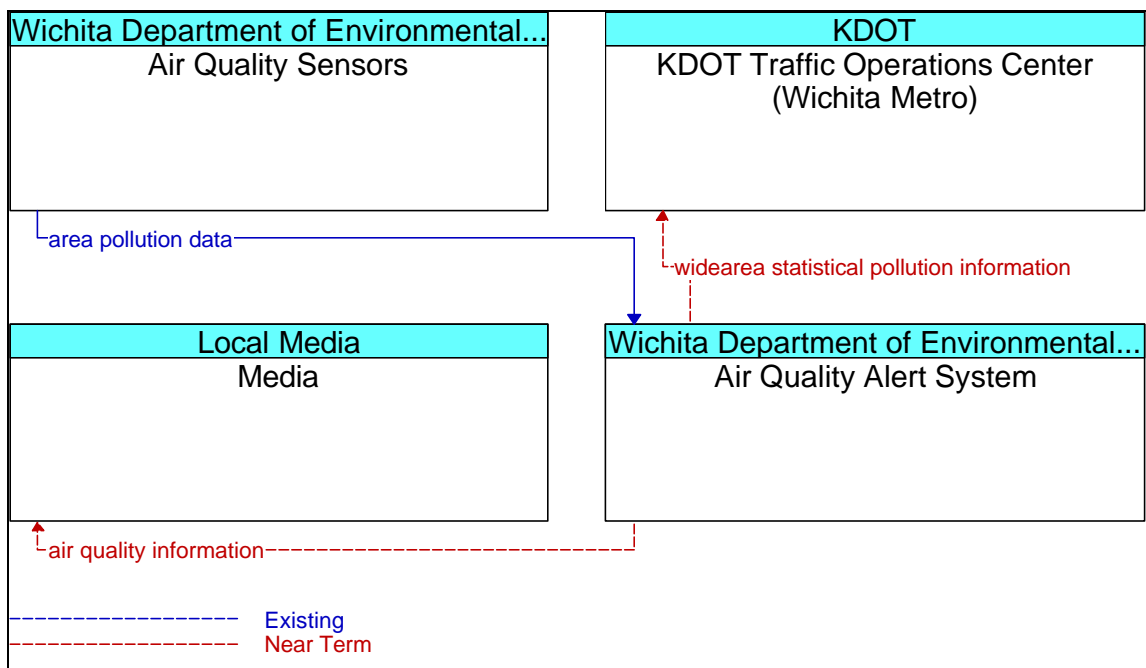 Wichita Department of Environmental...
Air Quality Sensors
KDOT
KDOT Traffic Operations Center
(Wichita Metro)
area pollution data
widearea statistical pollution information
Local Media
Media
Wichita Department of Environmental...
Air Quality Alert System
air quality information
Existing
Near Term